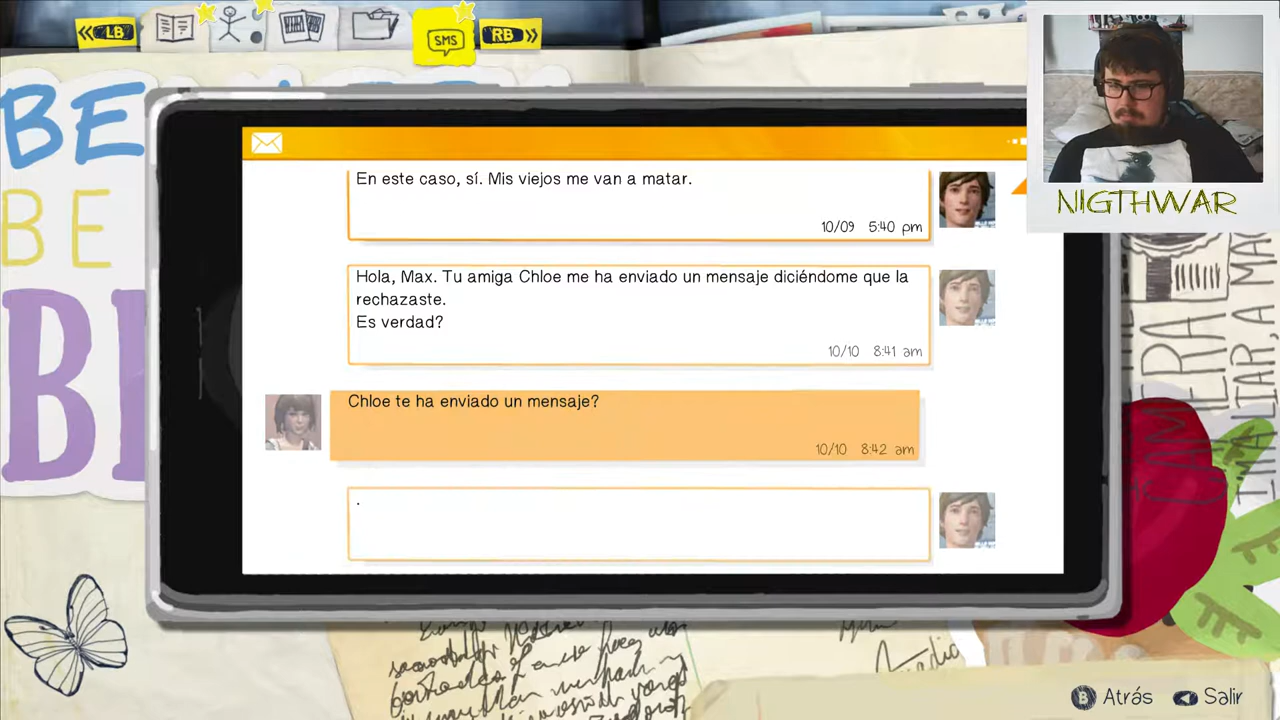 LB
SMS
RB
BE
BE
En este caso, sí. Mis viejos me van a matar.
10/09 5:40 pm
Hola, Max. Tu amiga Chloe me ha enviado un mensaje diciéndome que la
rechazaste.
Es verdad?
10/10 8:41 am
Chloe te ha enviado un mensaje?
10/10 8:42 am
.
NIGTHWAR
Atrás
Salir